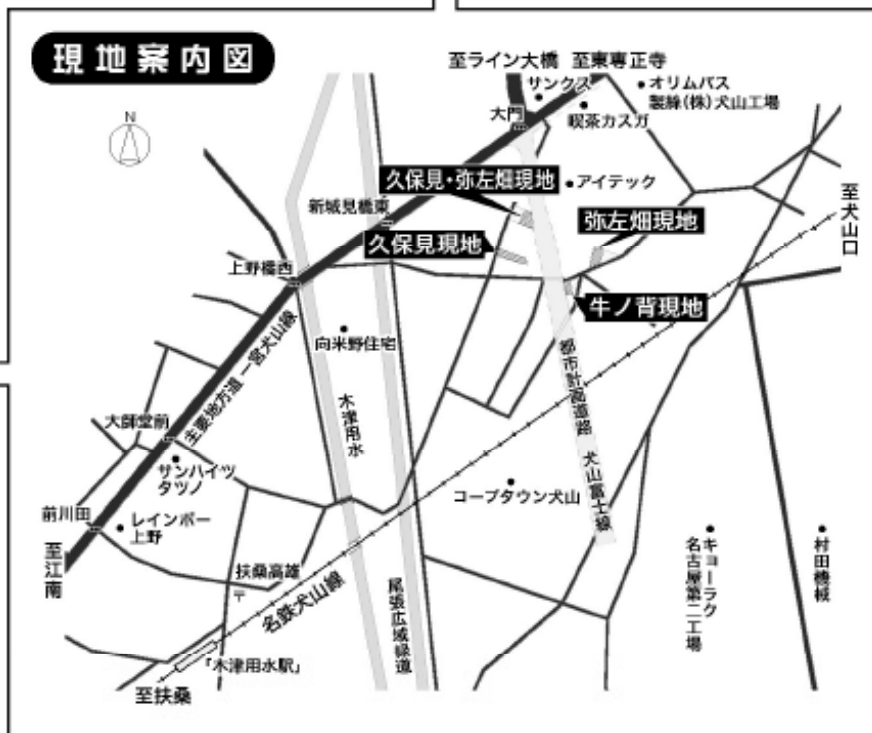 現地案内図
N
至ライン大橋 至東専正寺
サンクス
オリムパス
製絲(株)犬山工場
大門
喫茶カスガ
久保見・弥左畑現地
アイテック
至犬山口
新城見橋東
弥左畑現地
久保見現地
上野橋西
牛ノ背現地
向米野住宅
主要地方道 一宮犬山線
都市計画道路 犬山富士線
木津用水
大師堂前
サンハイツ
タツノ
コープタウン犬山
前川田
レインボー
上野
至江南
キョーラク
名古屋第二工場
村田機械
扶桑高雄
〒
名鉄犬山線
尾張広域緑道
「木津用水駅」
至扶桑